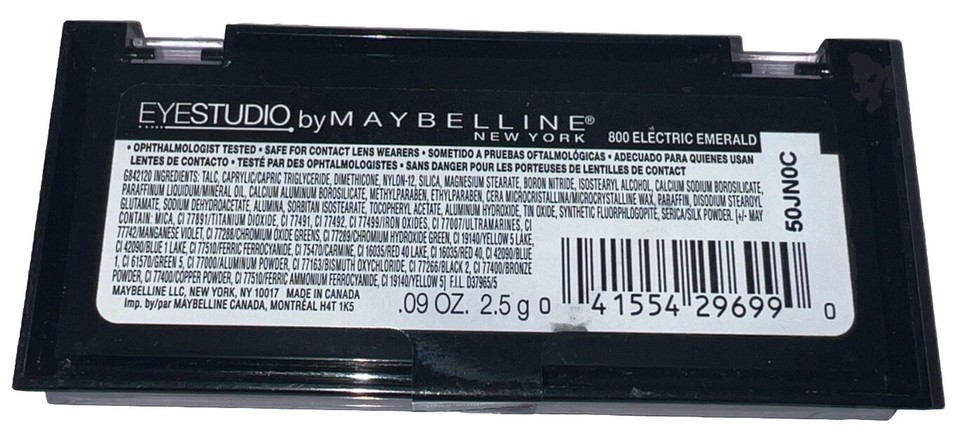 EYESTUDIO by MAYBELLINE®
NEW YORK
800 ELECTRIC EMERALD
• OPHTHALMOLOGIST TESTED • SAFE FOR CONTACT LENS WEARERS • SOMETIDO A PRUEBAS OFTALMOLÓGICAS • ADECUADO PARA QUIENES USAN
LENTES DE CONTACTO • TESTÉ PAR DES OPHTALMOLOGISTES • SANS DANGER POUR LES PORTEUSES DE LENTILLES DE CONTACT
G842120 INGREDIENTS: TALC, CAPRYLIC/CAPRIC TRIGLYCERIDE, DIMETHICONE, NYLON-12, SILICA, MAGNESIUM STEARATE, BORON NITRIDE, ISOSTEARYL ALCOHOL, CALCIUM SODIUM BOROSILICATE,
PARAFFINUM LIQUIDUM/MINERAL OIL, CALCIUM ALUMINUM BOROSILICATE, METHYLPARABEN, ETHYLPARABEN, CERA MICROCRISTALLINA/MICROCRYSTALLINE WAX, PARAFFIN, DISODIUM STEAROYL
GLUTAMATE, SODIUM DEHYDROACETATE, ALUMINA, SORBITAN ISOSTEARATE, TOCOPHERYL ACETATE, ALUMINUM HYDROXIDE, TIN OXIDE, SYNTHETIC FLUORPHLOGOPITE, SERICA/SILK POWDER. [+/- MAY
CONTAIN: MICA, CI 77891/TITANIUM DIOXIDE, CI 77491, CI 77492, CI 77499/IRON OXIDES, CI 77007/ULTRAMARINES, CI
77742/MANGANESE VIOLET, CI 77288/CHROMIUM OXIDE GREENS, CI 77289/CHROMIUM HYDROXIDE GREEN, CI 19140/YELLOW 5 LAKE,
CI 42090/BLUE 1 LAKE, CI 77510/FERRIC FERROCYANIDE, CI 75470/CARMINE, CI 16035/RED 40 LAKE, CI 16035/RED 40, CI 42090/BLUE
1, CI 61570/GREEN 5, CI 77000/ALUMINUM POWDER, CI 77163/BISMUTH OXYCHLORIDE, CI 77266/BLACK 2, CI 77400/BRONZE
POWDER, CI 77400/COPPER POWDER, CI 77510/FERRIC AMMONIUM FERROCYANIDE, CI 19140/YELLOW 5] F.I.L. D37965/5
MAYBELLINE LLC, NEW YORK, NY 10017 MADE IN CANADA
Imp. by/par MAYBELLINE CANADA, MONTRÉAL H4T 1K5
.09 OZ. 2.5 g
0 41554 29699 0
50JN0C